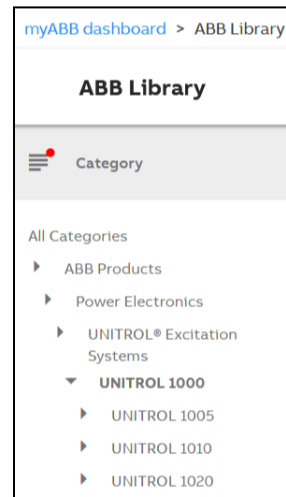 myABB dashboard > ABB Library
ABB Library
Category
All Categories
ABB Products
Power Electronics
UNITROL® Excitation
Systems
UNITROL 1000
UNITROL 1005
UNITROL 1010
UNITROL 1020